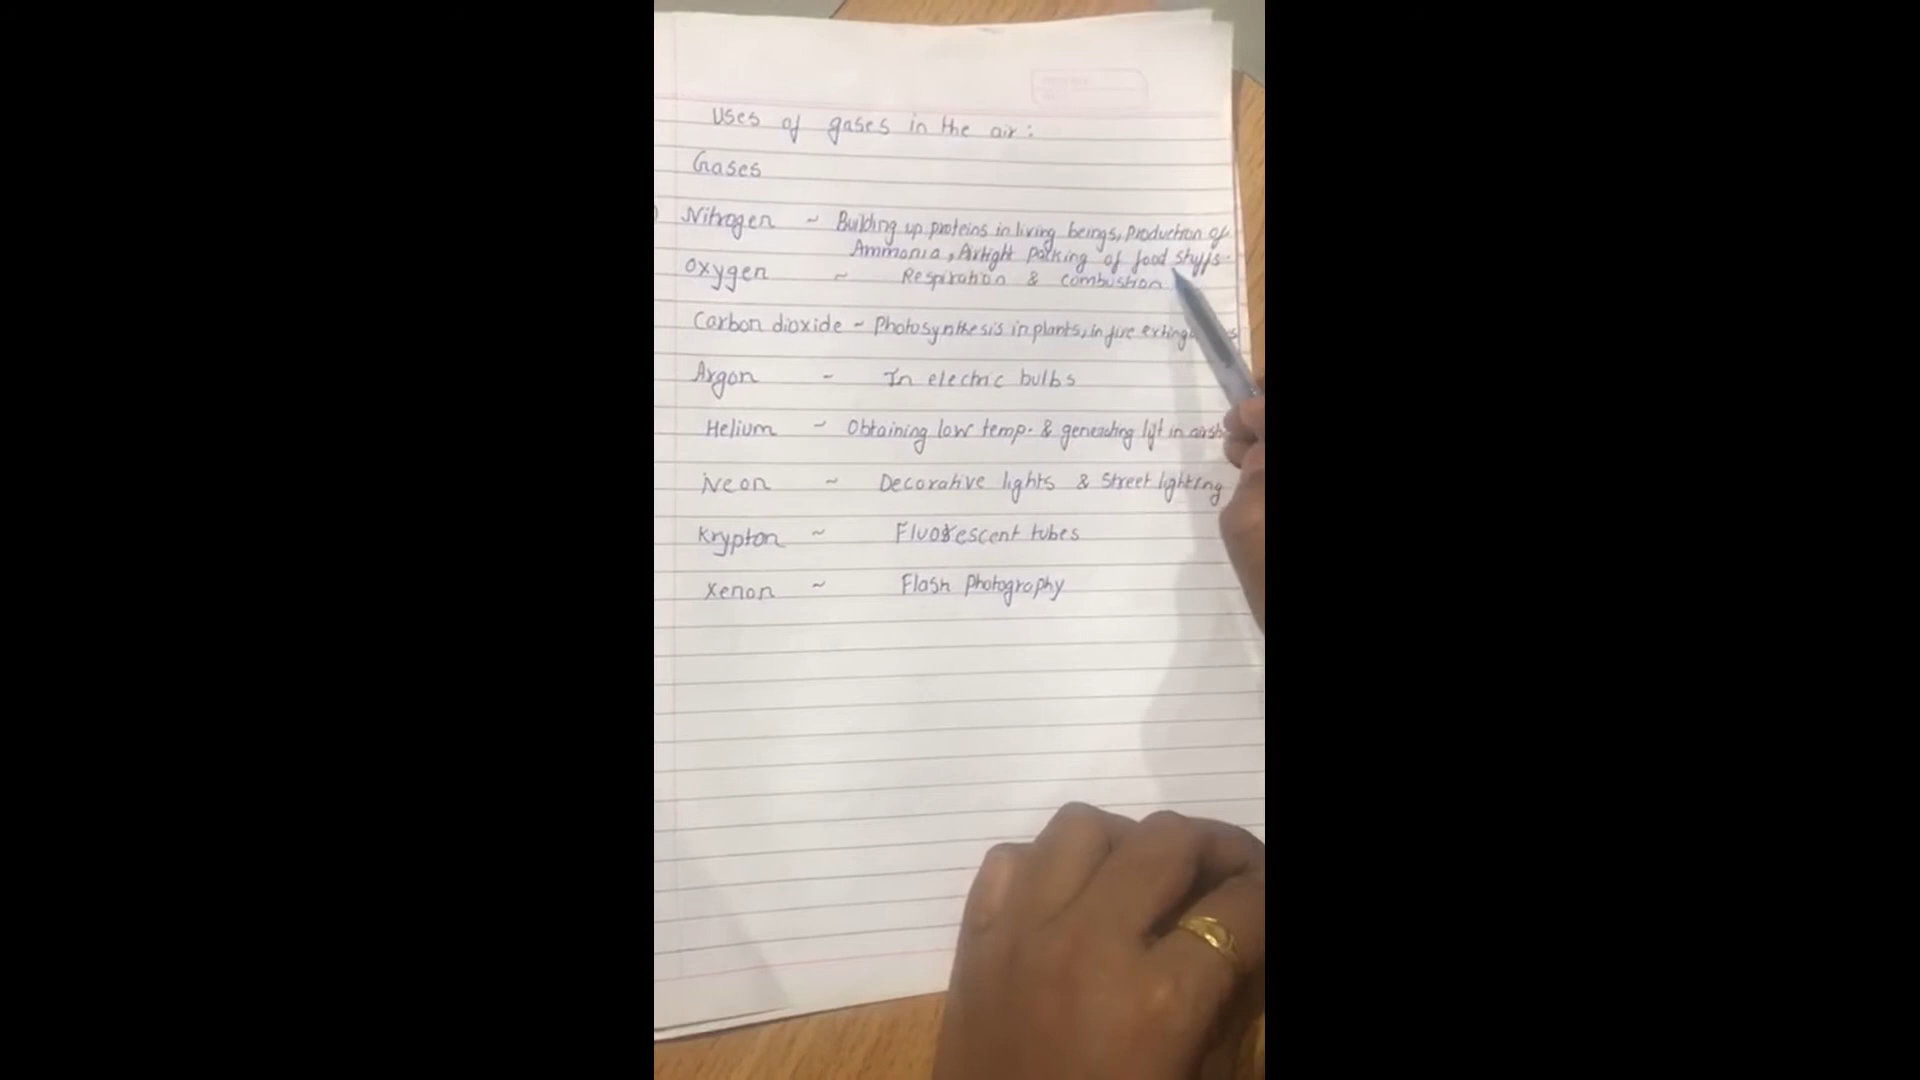 Uses of gases in the air:
Gases
Nitrogen ~ Building up proteins in living beings, production of
Ammonia, Airtight packing of food stuffs.
Oxygen ~ Respiration & combustion
Carbon dioxide ~ Photosynthesis in plants, in fire
Argon ~ In electric bulbs
Helium ~ Obtaining low temp. & in
Neon ~ Decorative lights & street lighting
Krypton ~ Fluorescent tubes
Xenon ~ Flash photography